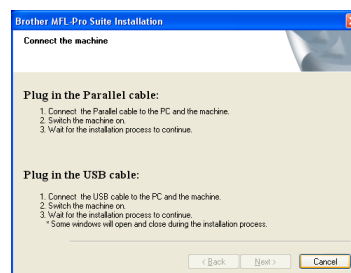 Brother MFL-Pro Suite Installation
Connect the machine
Plug in the Parallel cable:
1. Connect the Parallel cable to the PC and the machine.
2. Switch the machine on.
3. Wait for the installation process to continue.
Plug in the USB cable:
1. Connect the USB cable to the PC and the machine.
2. Switch the machine on.
3. Wait for the installation process to continue.
* Some windows will open and close during the installation process.
< Back Next > Cancel